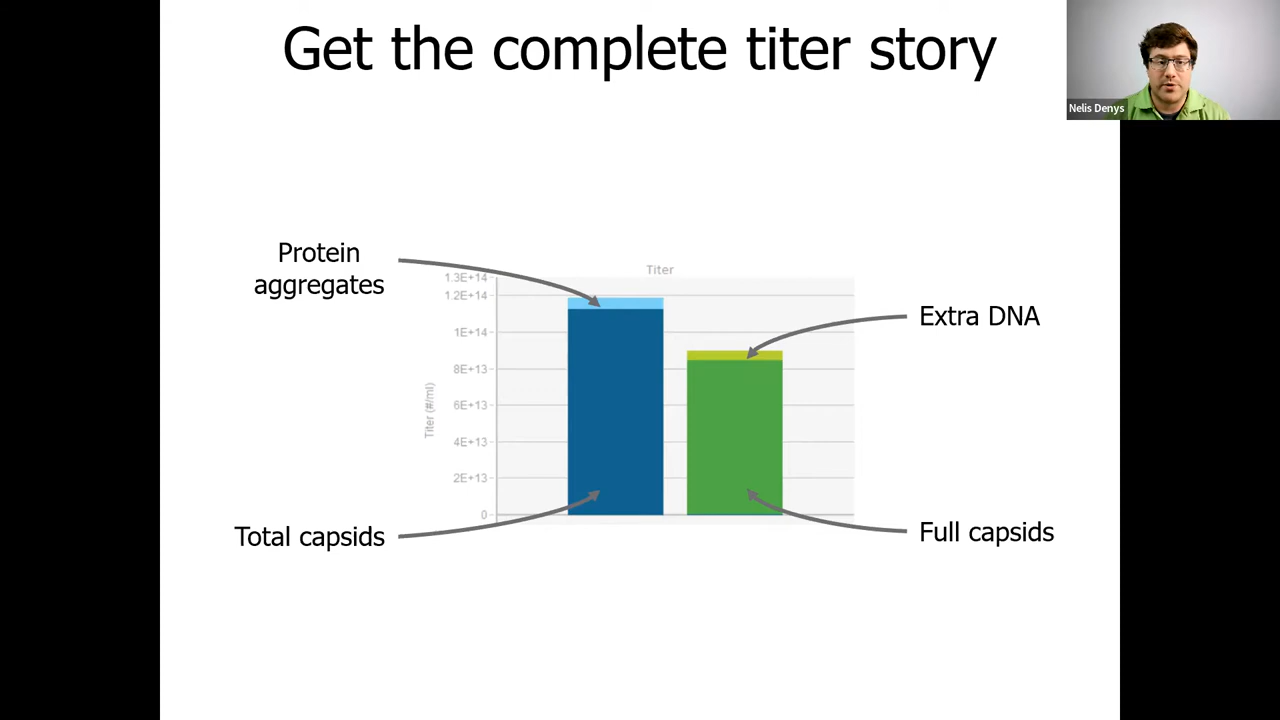 Get the complete titer story
Nelis Denys
Protein
aggregates
Titer
1.3E+14
1.2E+14
1E+14
8E+13
6E+13
4E+13
2E+13
0
Titer (#/ml)
Extra DNA
Total capsids
Full capsids